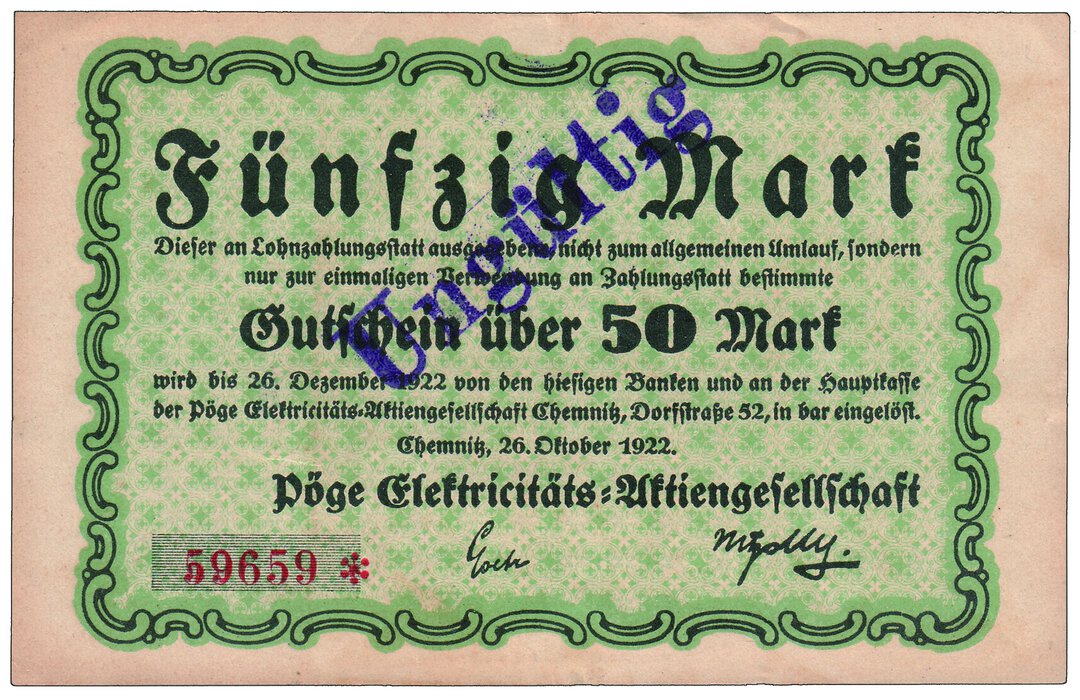 Fünfzig Mark
Ungültig
Dieser an Lohnzahlungsstatt ausgegebene, nicht zum allgemeinen Umlauf, sondern
nur zur einmaligen Verwendung an Zahlungsstatt bestimmte
Gutschein über 50 Mark
wird bis 26. Dezember 1922 von den hiesigen Banken und an der Hauptkasse
der Pöge Elektricitäts-Aktiengesellschaft Chemnitz, Dorfstraße 52, in bar eingelöst.
Chemnitz, 26. Oktober 1922.
Pöge Elektricitäts-Aktiengesellschaft
59659 *